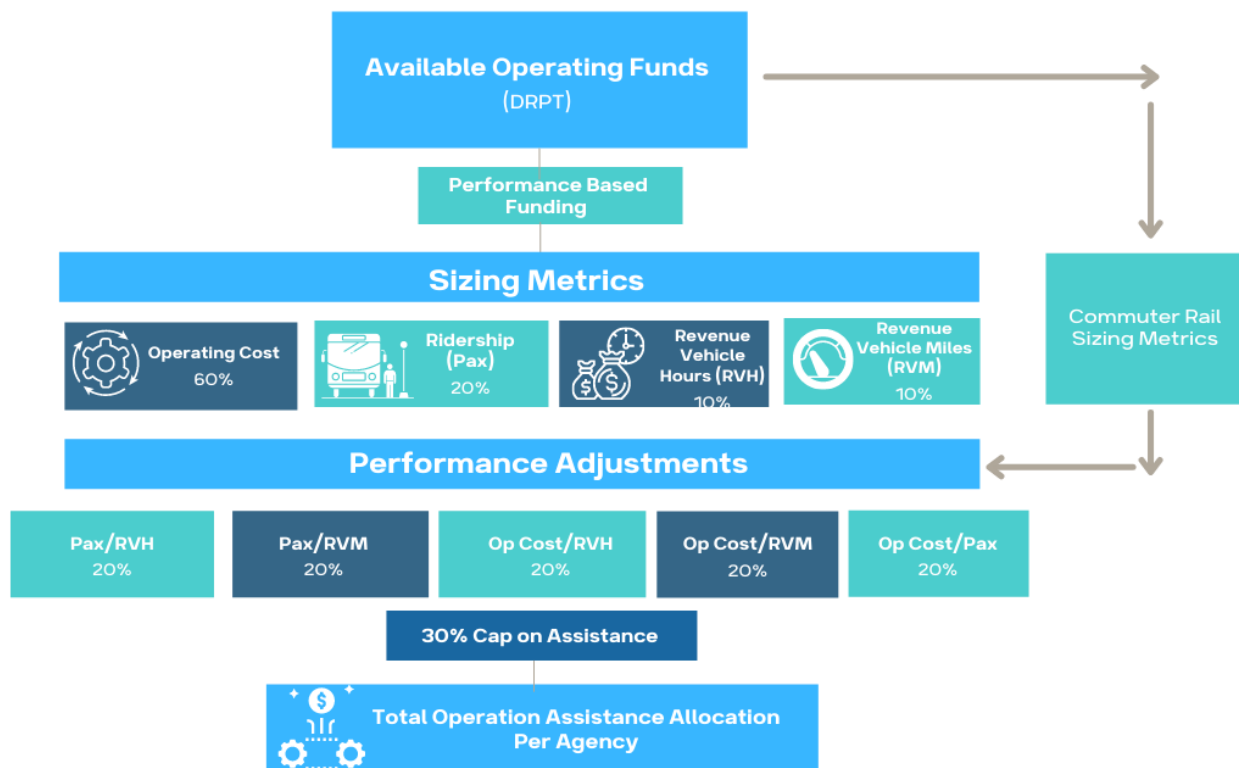 Available Operating Funds
(DRPT)
Performance Based
Funding
Sizing Metrics
Operating Cost
60%
Ridership
(Pax)
20%
Revenue
Vehicle
Hours (RVH)
10%
Revenue
Vehicle Miles
(RVM)
10%
Commuter Rail
Sizing Metrics
Performance Adjustments
Pax/RVH
20%
Pax/RVM
20%
Op Cost/RVH
20%
Op Cost/RVM
20%
Op Cost/Pax
20%
30% Cap on Assistance
Total Operation Assistance Allocation
Per Agency